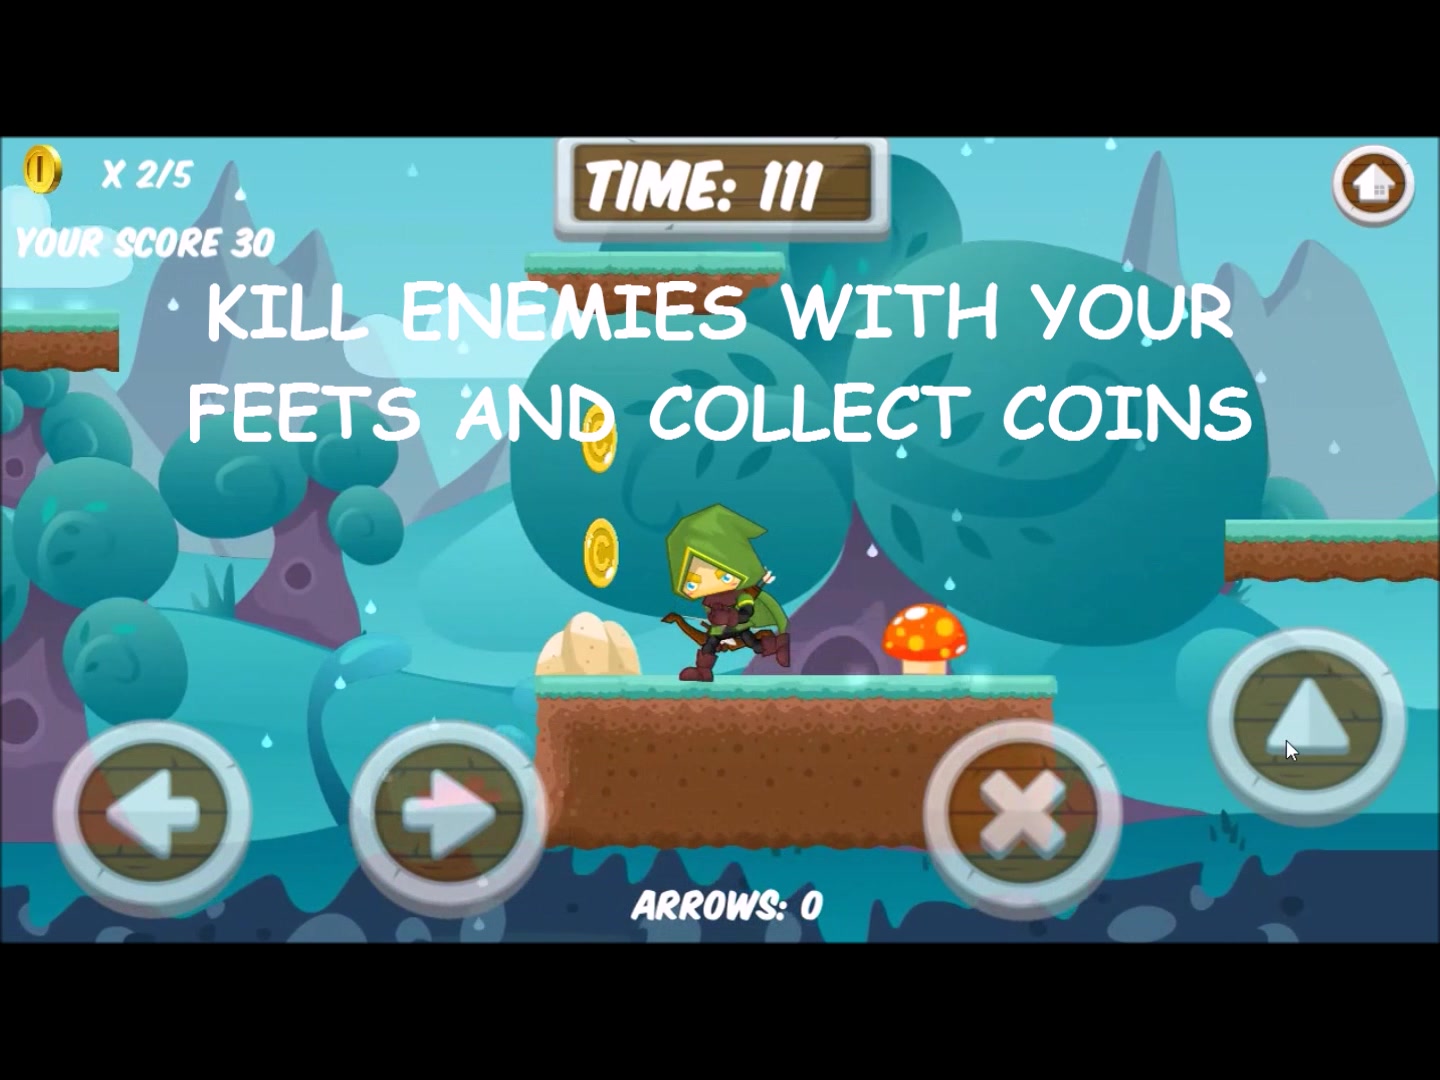 X 2/5
TIME: 111
YOUR SCORE 30
KILL ENEMIES WITH YOUR
FEETS AND COLLECT COINS
ARROWS: 0